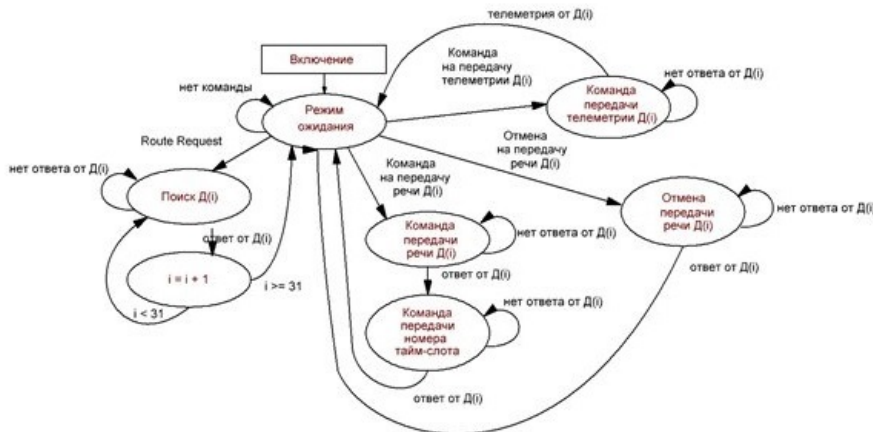 телеметрия от Д(i)
Включение
Команда
на передачу
телеметрии Д(i)
нет ответа от Д(i)
нет команды
Режим
ожидания
Команда
передачи
телеметрии Д(i)
Route Request
Отмена
на передачу
речи Д(i)
нет ответа от Д(i)
Команда
на передачу
речи Д(i)
Поиск Д(i)
Отмена
передачи
речи Д(i)
нет ответа от Д(i)
ответ от Д(i)
Команда
передачи
речи Д(i)
нет ответа от Д(i)
i = i + 1
i >= 31
ответ от Д(i)
ответ от Д(i)
i < 31
Команда
передачи
номера
тайм-слота
нет ответа от Д(i)
ответ от Д(i)